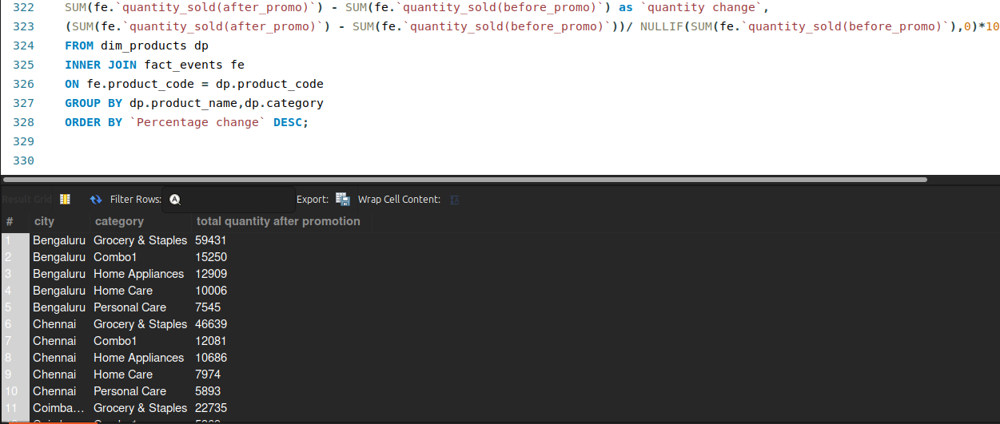 322 SUM(fe.`quantity_sold(after_promo)`) - SUM(fe.`quantity_sold(before_promo)`) as `quantity change`,
323 (SUM(fe.`quantity_sold(after_promo)`) - SUM(fe.`quantity_sold(before_promo)`))/ NULLIF(SUM(fe.`quantity_sold(before_promo)`),0)*10
324 FROM dim_products dp
325 INNER JOIN fact_events fe
326 ON fe.product_code = dp.product_code
327 GROUP BY dp.product_name,dp.category
328 ORDER BY `Percentage change` DESC;
329
330
Result Grid Filter Rows: Export: Wrap Cell Content:
# city category total quantity after promotion
1 Bengaluru Grocery & Staples 59431
2 Bengaluru Combo1 15250
3 Bengaluru Home Appliances 12909
4 Bengaluru Home Care 10006
5 Bengaluru Personal Care 7545
6 Chennai Grocery & Staples 46639
7 Chennai Combo1 12081
8 Chennai Home Appliances 10686
9 Chennai Home Care 7974
10 Chennai Personal Care 5893
11 Coimba... Grocery & Staples 22735